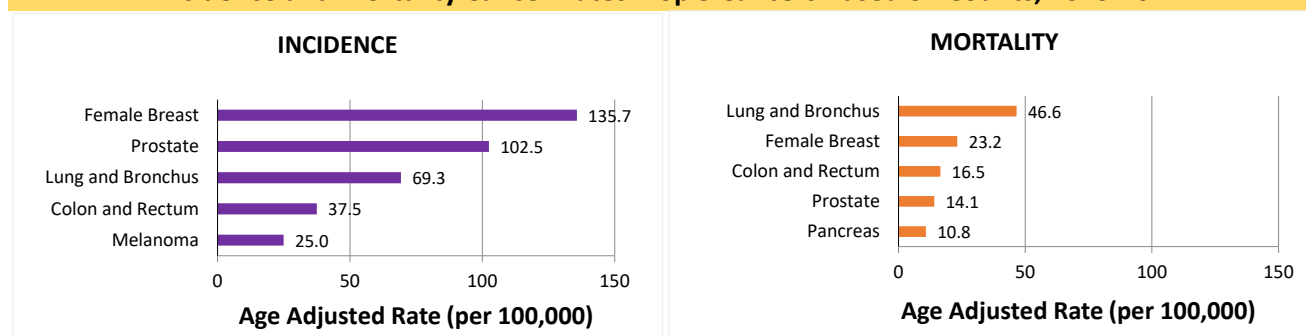 INCIDENCE
Female Breast 135.7
Prostate 102.5
Lung and Bronchus 69.3
Colon and Rectum 37.5
Melanoma 25.0
0 50 100 150
Age Adjusted Rate (per 100,000)
MORTALITY
Lung and Bronchus 46.6
Female Breast 23.2
Colon and Rectum 16.5
Prostate 14.1
Pancreas 10.8
0 50 100 150
Age Adjusted Rate (per 100,000)